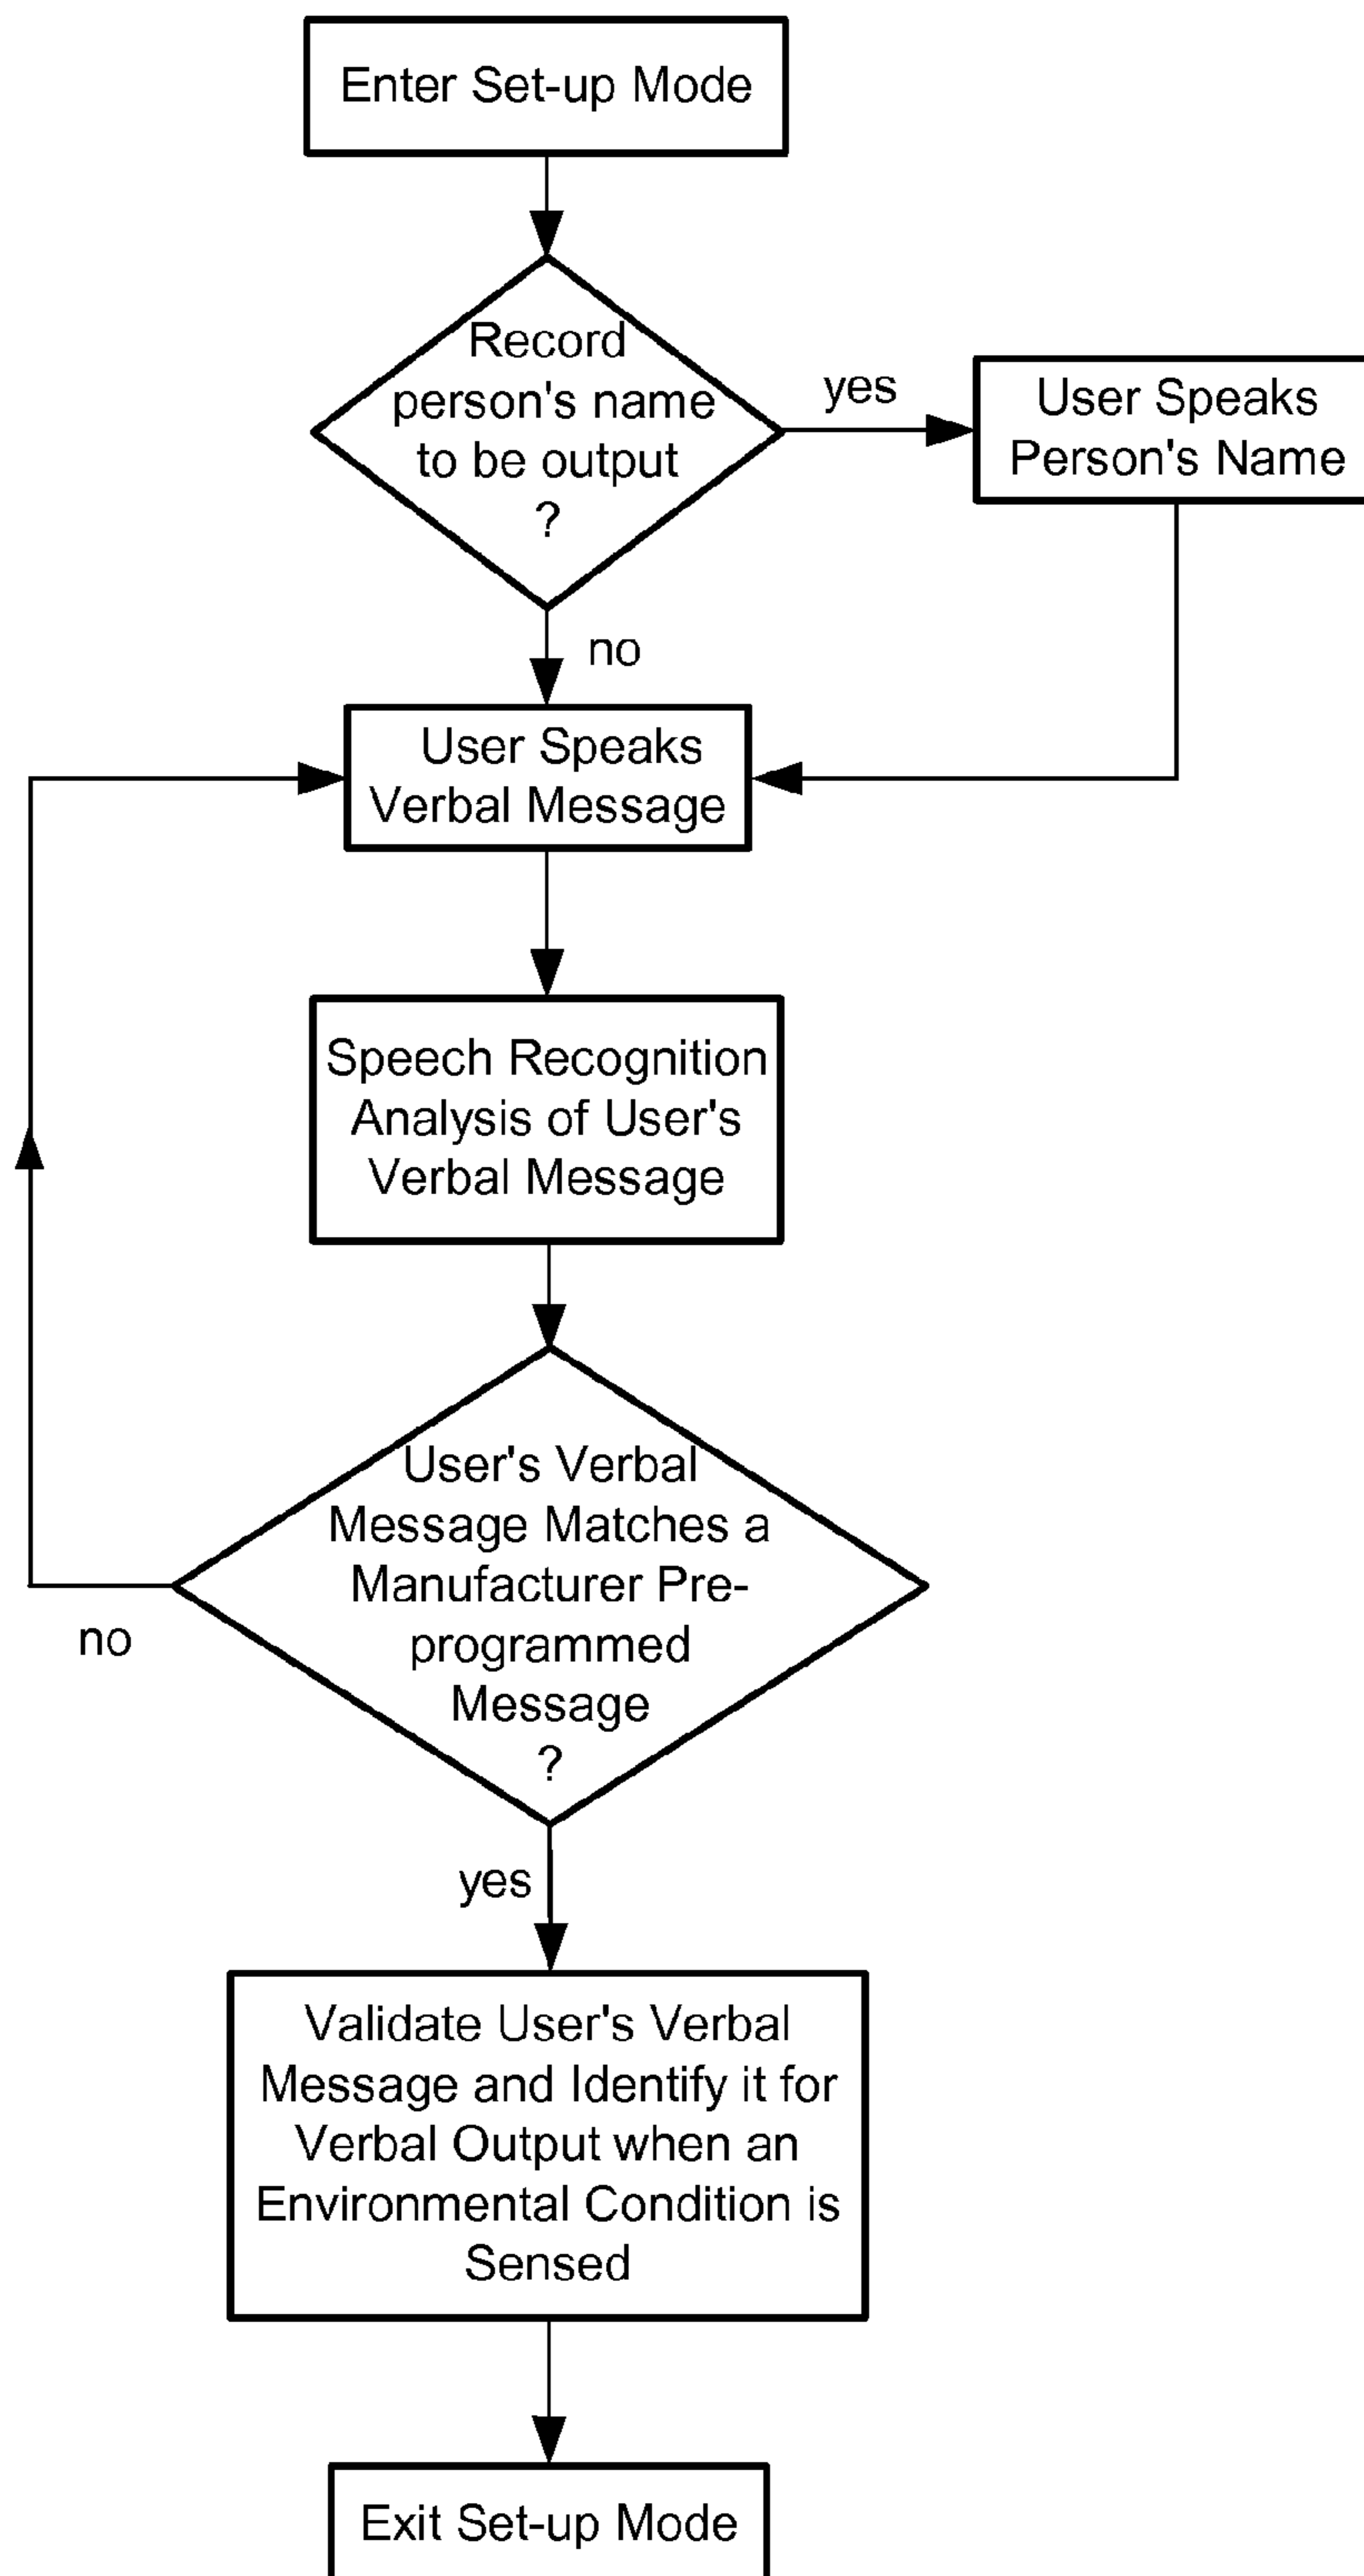 Enter Set-up Mode
Record
person's name
to be output
?
yes
User Speaks
Person's Name
no
User Speaks
Verbal Message
Speech Recognition
Analysis of User's
Verbal Message
User's Verbal
Message Matches a
Manufacturer Pre-
programmed
Message
?
no
yes
Validate User's Verbal
Message and Identify it for
Verbal Output when an
Environmental Condition is
Sensed
Exit Set-up Mode